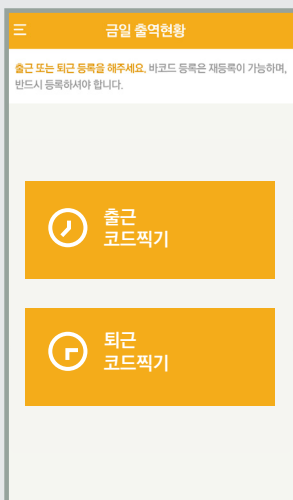 금일 출역현황
출근 또는 퇴근 등록을 해주세요. 바코드 등록은 재등록이 가능하며,
반드시 등록하셔야 합니다.
출근
코드찍기
퇴근
코드찍기